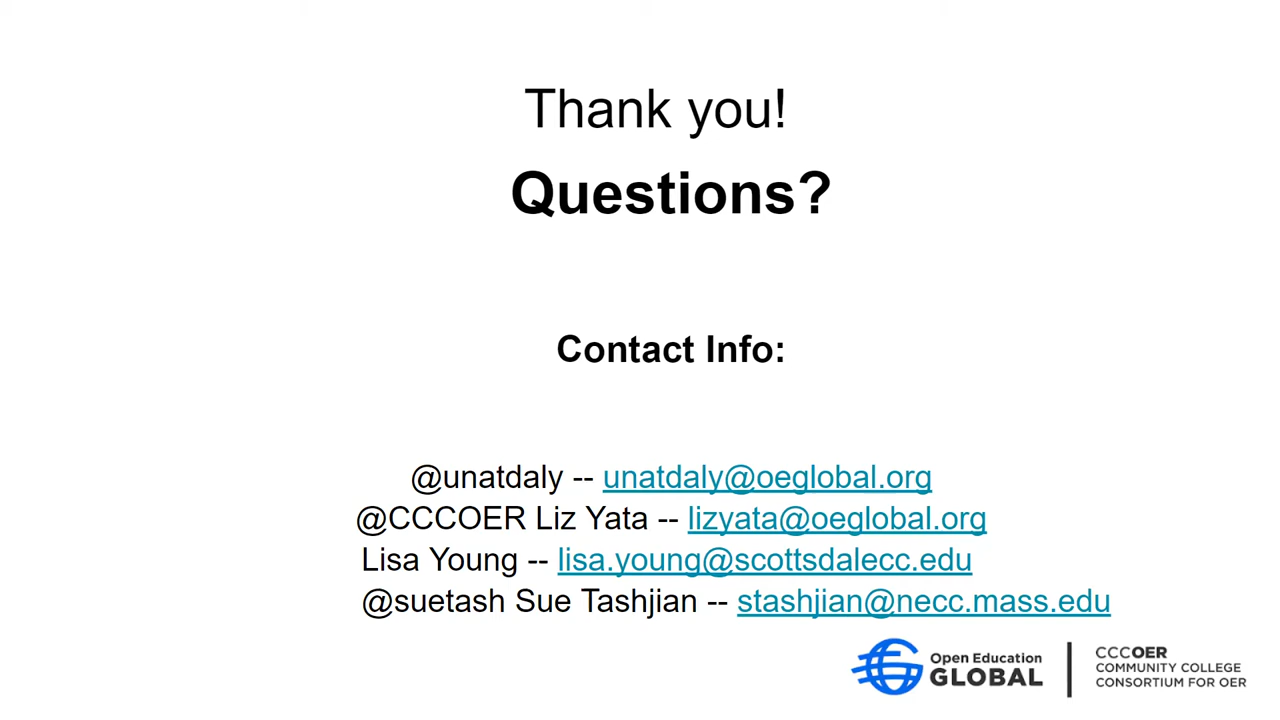 Thank you!
Questions?
Contact Info:
@unatdaly -- unatdaly@oeglobal.org
@CCCOER Liz Yata -- lizyata@oeglobal.org
Lisa Young -- lisa.young@scottsdalecc.edu
@suetash Sue Tashjian -- stashjian@necc.mass.edu
Open Education
GLOBAL
CCCOER
COMMUNITY COLLEGE
CONSORTIUM FOR OER